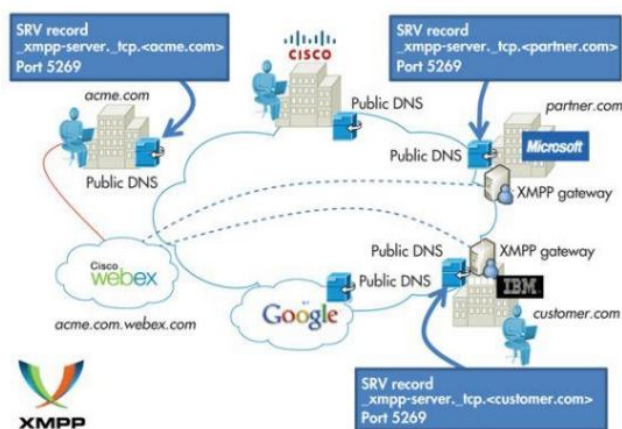 SRV record
_xmpp-server._tcp.<acme.com>
Port 5269
SRV record
_xmpp-server._tcp.<partner.com>
Port 5269
CISCO
acme.com
Public DNS
partner.com
Microsoft
Public DNS
Public DNS
XMPP gateway
Cisco
webex
Public DNS
XMPP gateway
Public DNS
IBM
Google
acme.com.webex.com
customer.com
XMPP
SRV record
_xmpp-server._tcp.<customer.com>
Port 5269